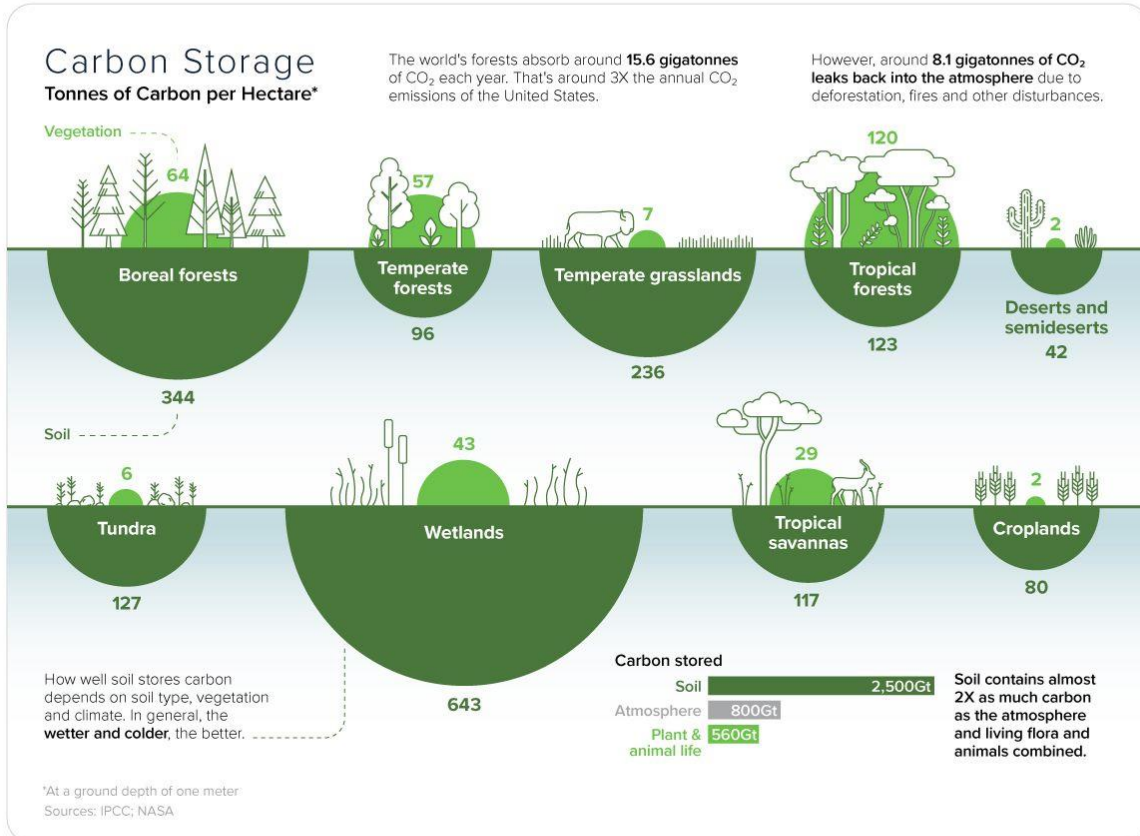 Carbon Storage
Tonnes of Carbon per Hectare*
The world's forests absorb around 15.6 gigatonnes
of CO₂ each year. That's around 3X the annual CO₂
emissions of the United States.
However, around 8.1 gigatonnes of CO₂
leaks back into the atmosphere due to
deforestation, fires and other disturbances.
Vegetation
64
57
7
120
2
Boreal forests
Temperate
forests
Temperate grasslands
Tropical
forests
Deserts and
semideserts
344
96
236
123
42
Soil
6
43
29
2
Tundra
Wetlands
Tropical
savannas
Croplands
127
643
117
80
How well soil stores carbon
depends on soil type, vegetation
and climate. In general, the
wetter and colder, the better.
Carbon stored
Soil 2,500Gt
Atmosphere 800Gt
Plant &
animal life 560Gt
Soil contains almost
2X as much carbon
as the atmosphere
and living flora and
animals combined.
*At a ground depth of one meter
Sources: IPCC; NASA